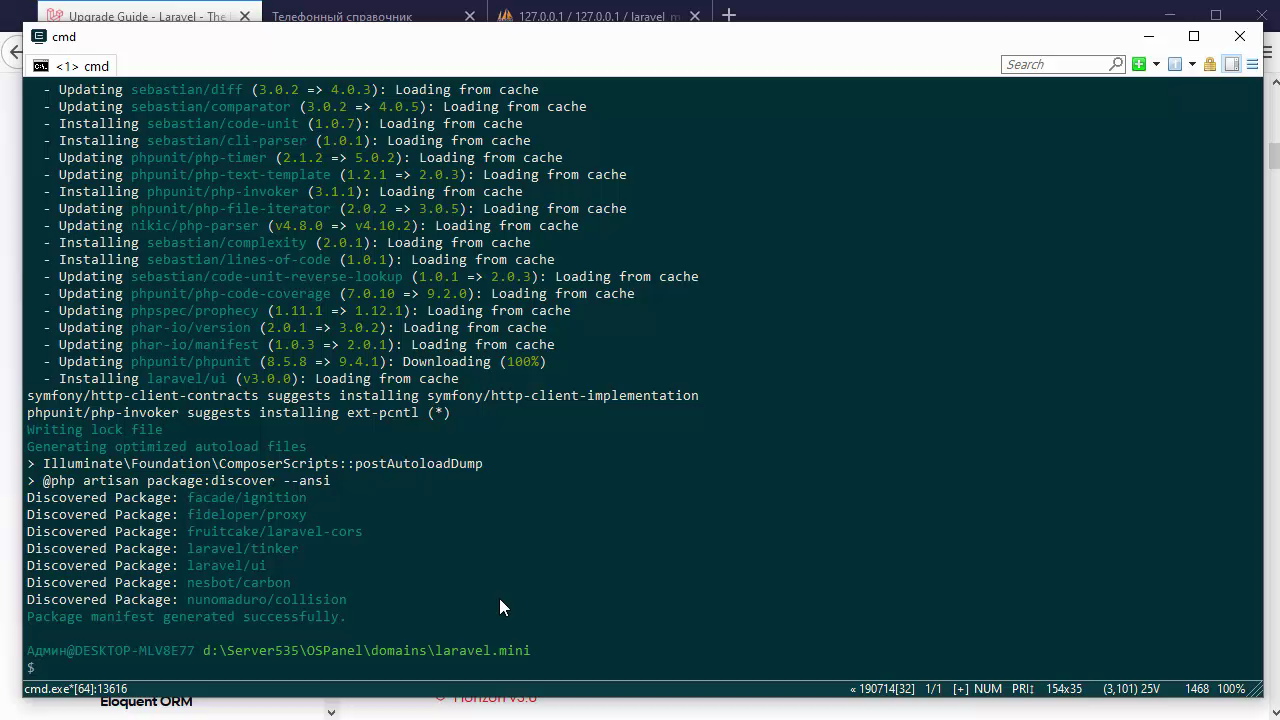 Upgrade Guide - Laravel - The
Телефонный справочник
127.0.0.1 / 127.0.0.1 / laravel_m
cmd
<1> cmd
Search
- Updating sebastian/diff (3.0.2 => 4.0.3): Loading from cache
- Updating sebastian/comparator (3.0.2 => 4.0.5): Loading from cache
- Installing sebastian/code-unit (1.0.7): Loading from cache
- Installing sebastian/cli-parser (1.0.1): Loading from cache
- Updating phpunit/php-timer (2.1.2 => 5.0.2): Loading from cache
- Updating phpunit/php-text-template (1.2.1 => 2.0.3): Loading from cache
- Installing phpunit/php-invoker (3.1.1): Loading from cache
- Updating phpunit/php-file-iterator (2.0.2 => 3.0.5): Loading from cache
- Updating nikic/php-parser (v4.8.0 => v4.10.2): Loading from cache
- Installing sebastian/complexity (2.0.1): Loading from cache
- Installing sebastian/lines-of-code (1.0.1): Loading from cache
- Updating sebastian/code-unit-reverse-lookup (1.0.1 => 2.0.3): Loading from cache
- Updating phpunit/php-code-coverage (7.0.10 => 9.2.0): Loading from cache
- Updating phpspec/prophecy (1.11.1 => 1.12.1): Loading from cache
- Updating phar-io/version (2.0.1 => 3.0.2): Loading from cache
- Updating phar-io/manifest (1.0.3 => 2.0.1): Loading from cache
- Updating phpunit/phpunit (8.5.8 => 9.4.1): Downloading (100%)
- Installing laravel/ui (v3.0.0): Loading from cache
symfony/http-client-contracts suggests installing symfony/http-client-implementation
phpunit/php-invoker suggests installing ext-pcntl (*)
Writing lock file
Generating optimized autoload files
> Illuminate\Foundation\ComposerScripts::postAutoloadDump
> @php artisan package:discover --ansi
Discovered Package: facade/ignition
Discovered Package: fideloper/proxy
Discovered Package: fruitcake/laravel-cors
Discovered Package: laravel/tinker
Discovered Package: laravel/ui
Discovered Package: nesbot/carbon
Discovered Package: nunomaduro/collision
Package manifest generated successfully.
Админ@DESKTOP-MLV8E77 d:\Server535\OSPanel\domains\laravel.mini
$
cmd.exe*[64]:13616
« 190714[32] 1/1 [+] NUM PRI↕ 154x35 (3,101) 25V 1468 100%
Eloquent ORM
Horizon v3.0